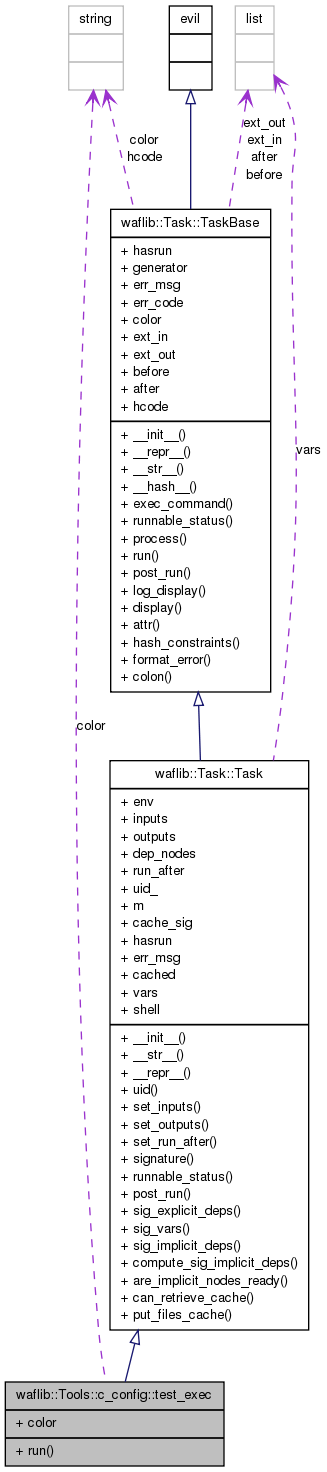 string
evil
list
color
hcode
ext_out
ext_in
after
before
waflib::Task::TaskBase
+ hasrun
+ generator
+ err_msg
+ err_code
+ color
+ ext_in
+ ext_out
+ before
+ after
+ hcode
+ __init__()
+ __repr__()
+ __str__()
+ __hash__()
+ exec_command()
+ runnable_status()
+ process()
+ run()
+ post_run()
+ log_display()
+ display()
+ attr()
+ hash_constraints()
+ format_error()
+ colon()
vars
color
waflib::Task::Task
+ env
+ inputs
+ outputs
+ dep_nodes
+ run_after
+ uid_
+ m
+ cache_sig
+ hasrun
+ err_msg
+ cached
+ vars
+ shell
+ __init__()
+ __str__()
+ __repr__()
+ uid()
+ set_inputs()
+ set_outputs()
+ set_run_after()
+ signature()
+ runnable_status()
+ post_run()
+ sig_explicit_deps()
+ sig_vars()
+ sig_implicit_deps()
+ compute_sig_implicit_deps()
+ are_implicit_nodes_ready()
+ can_retrieve_cache()
+ put_files_cache()
waflib::Tools::c_config::test_exec
+ color
+ run()